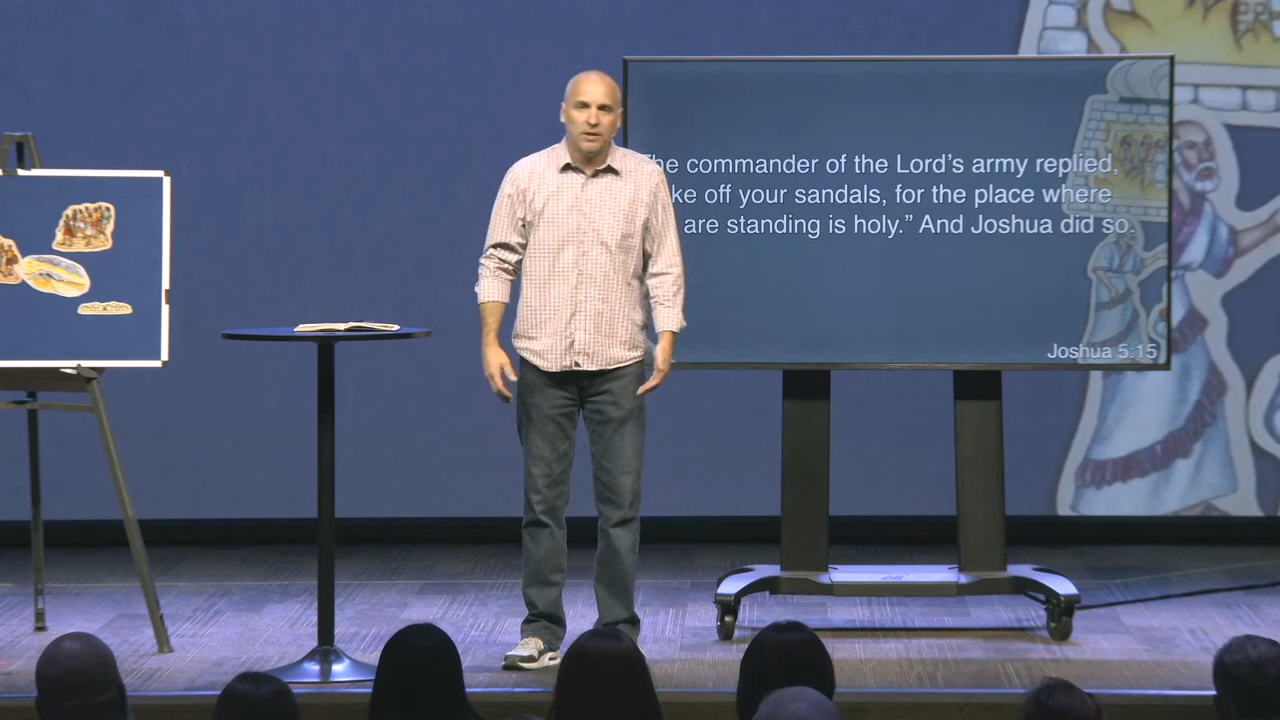 he commander of the Lord's army replied,
ke off your sandals, for the place where
are standing is holy.” And Joshua did so.
Joshua 5:15